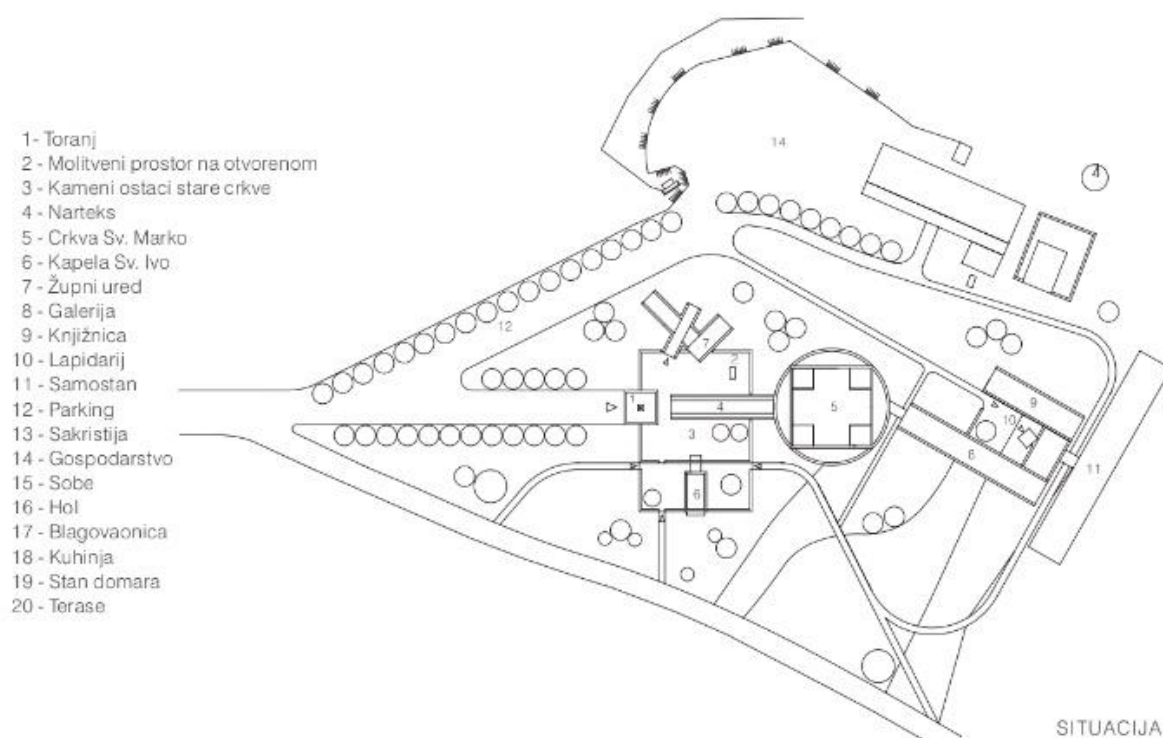 1- Toranj
2 - Molitveni prostor na otvorenom
3 - Kameni ostaci stare crkve
4 - Narteks
5 - Crkva Sv. Marko
6 - Kapela Sv. Ivo
7 - Župni ured
8 - Galerija
9 - Knjižnica
10 - Lapidarij
11 - Samostan
12 - Parking
13 - Sakristija
14 - Gospodarstvo
15 - Sobe
16 - Hol
17 - Blagovaonica
18 - Kuhinja
19 - Stan domara
20 - Terase
14
4
12
7
4
2
1
4
5
3
6
9
10
8
11
SITUACIJA